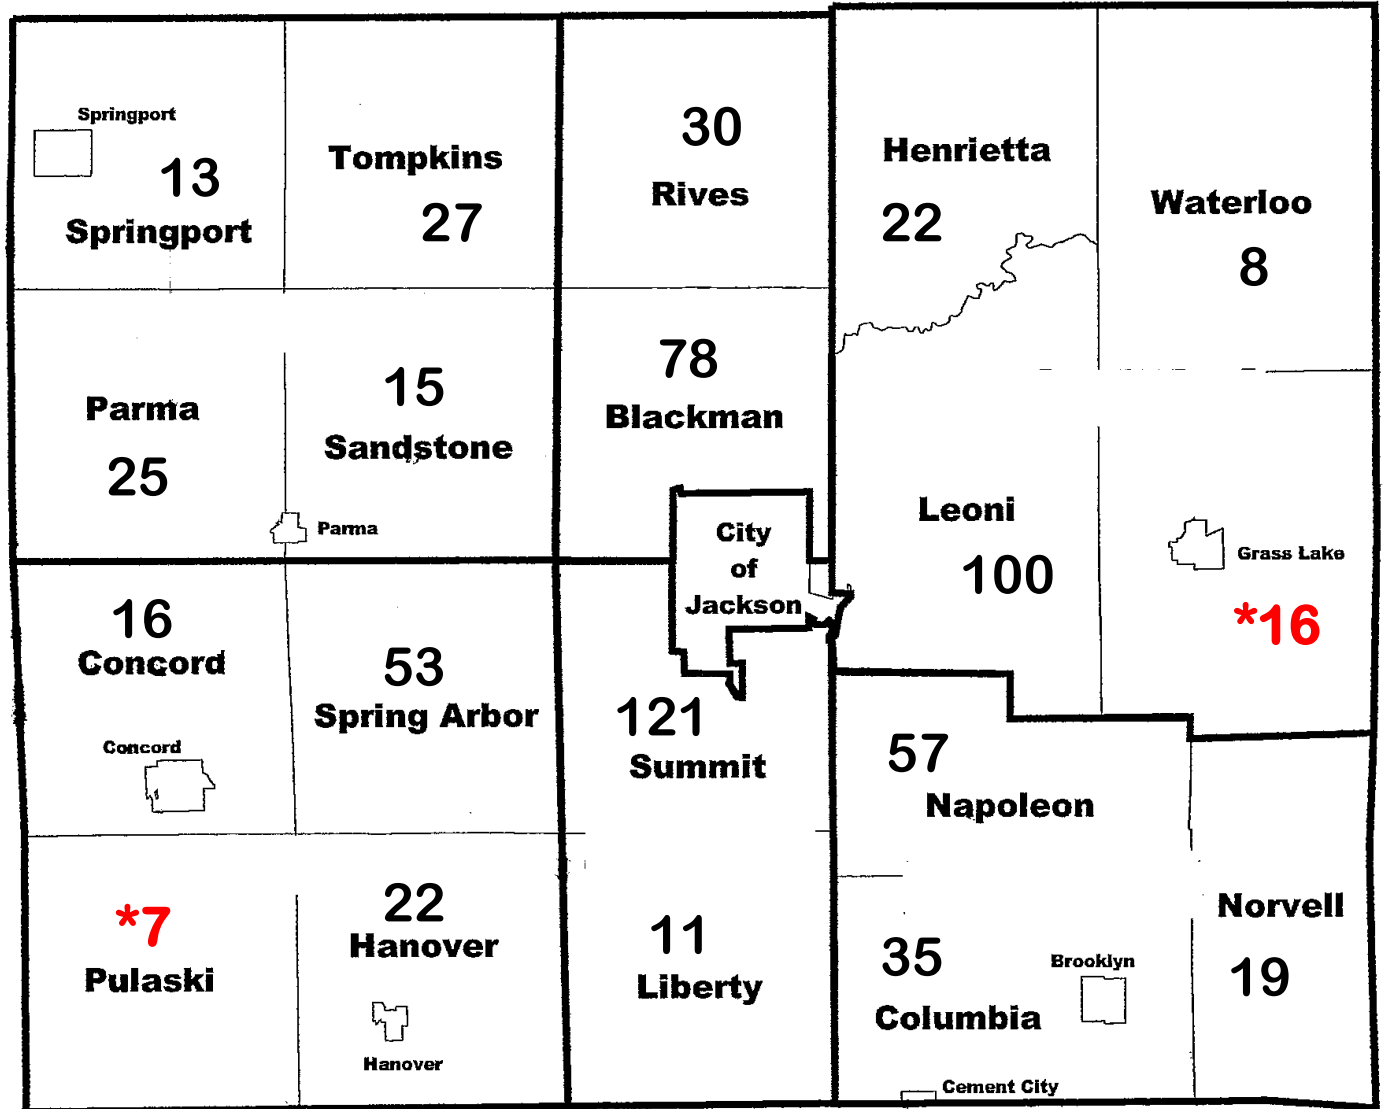 Springport
13
Springport
Tompkins
27
30
Rives
Henrietta
22
Waterloo
8
Parma
25
15
Sandstone
Parma
78
Blackman
City
of
Jackson
Leoni
100
Grass Lake
*16
16
Concord
Concord
53
Spring Arbor
121
Summit
57
Napoleon
*7
Pulaski
22
Hanover
Hanover
11
Liberty
35
Columbia
Brooklyn
Cement City
Norvell
19